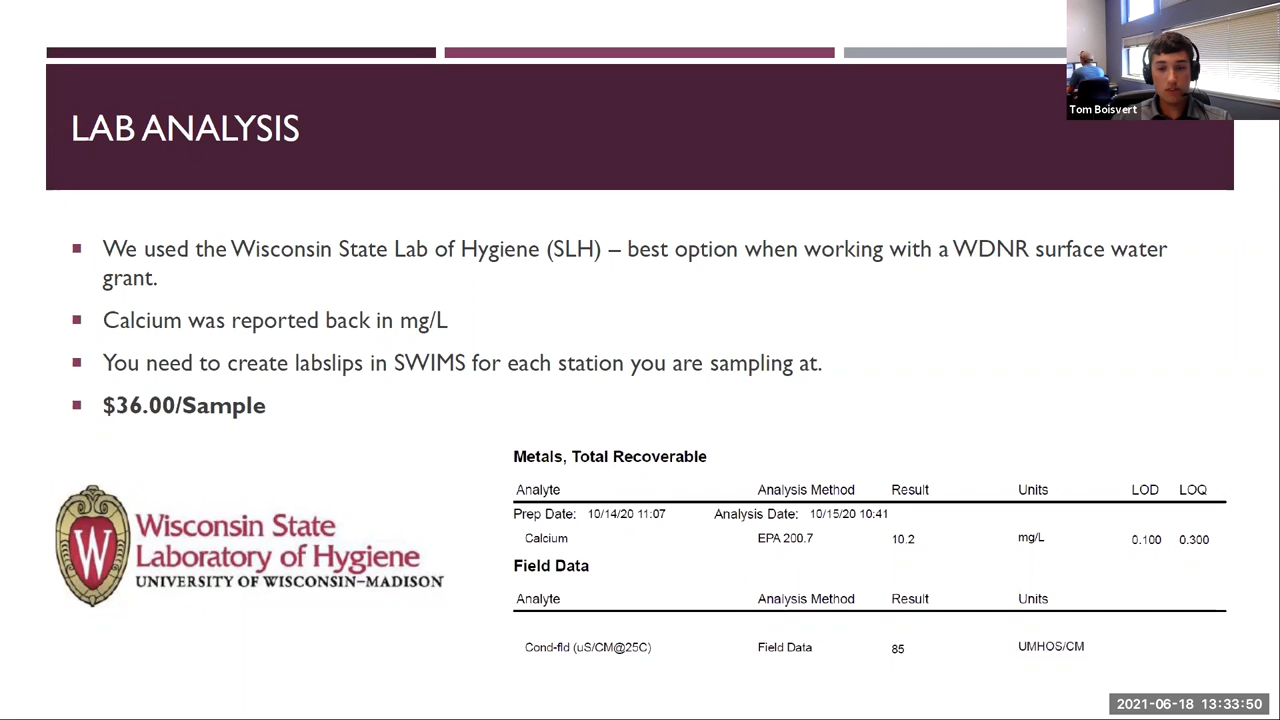 Tom Boisvert
LAB ANALYSIS
We used the Wisconsin State Lab of Hygiene (SLH) – best option when working with a WDNR surface water
grant.
Calcium was reported back in mg/L
You need to create labslips in SWIMS for each station you are sampling at.
$36.00/Sample
W
Wisconsin State
Laboratory of Hygiene
UNIVERSITY OF WISCONSIN–MADISON
Metals, Total Recoverable
Analyte Analysis Method Result Units LOD LOQ
Prep Date: 10/14/20 11:07 Analysis Date: 10/15/20 10:41
Calcium EPA 200.7 10.2 mg/L 0.100 0.300
Field Data
Analyte Analysis Method Result Units
Cond-fld (uS/CM@25C) Field Data 85 UMHOS/CM
2021-06-18 13:33:50